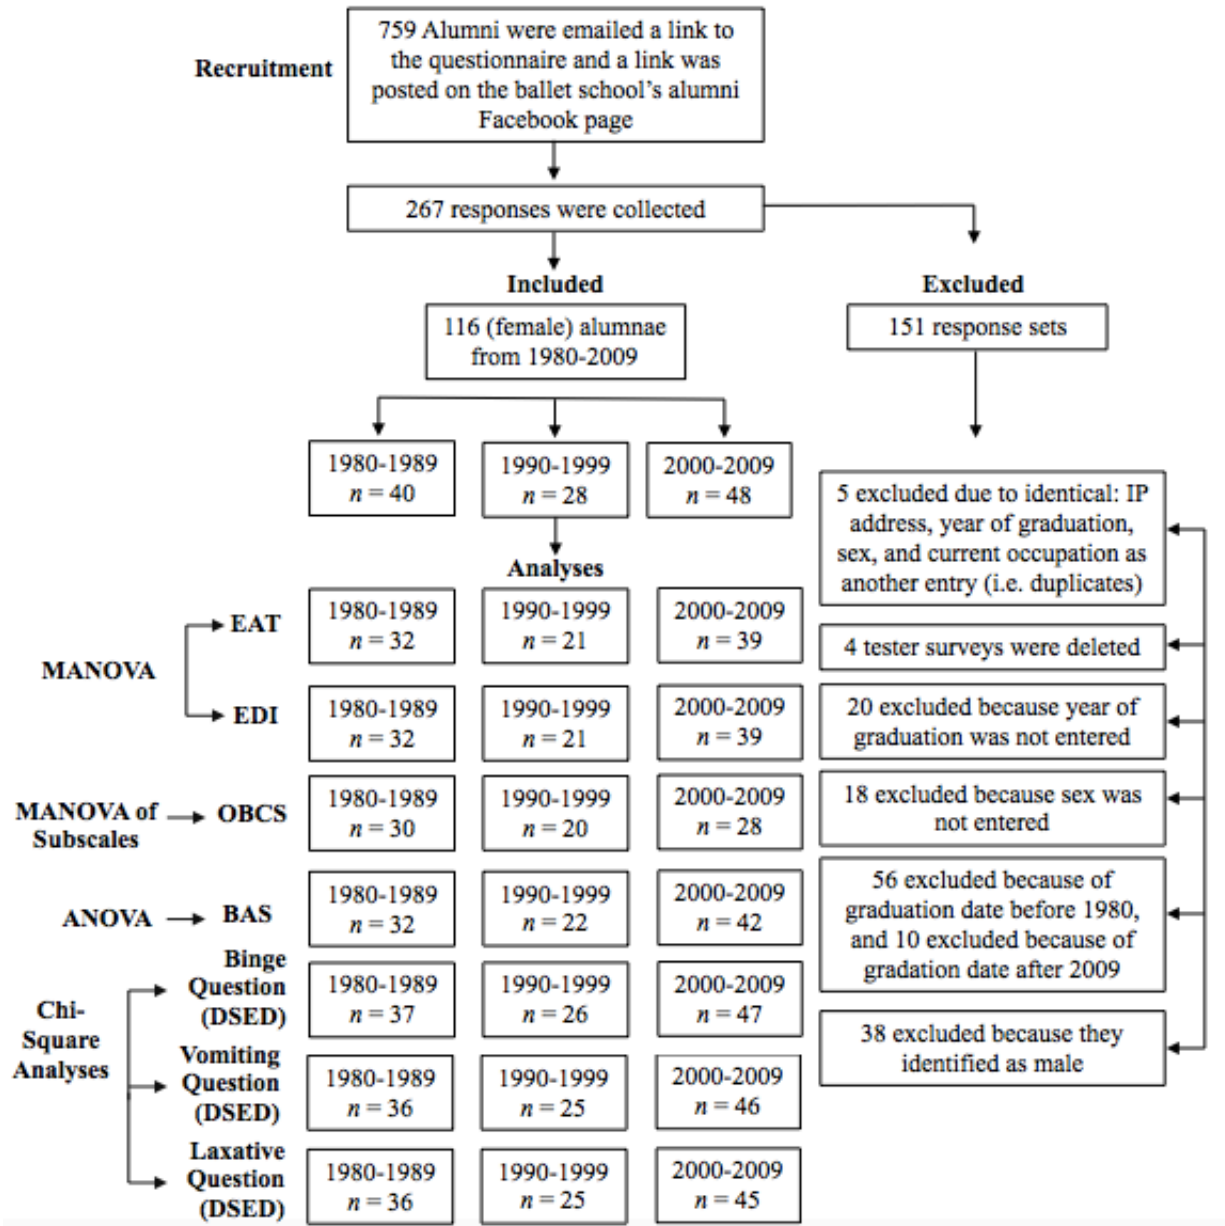 759 Alumni were emailed a link to
the questionnaire and a link was
posted on the ballet school's alumni
Facebook page
Recruitment
267 responses were collected
Included
116 (female) alumnae
from 1980-2009
Excluded
151 response sets
1980-1989
n = 40
1990-1999
n = 28
2000-2009
n = 48
Analyses
MANOVA
EAT
1980-1989
n = 32
1990-1999
n = 21
2000-2009
n = 39
EDI
1980-1989
n = 32
1990-1999
n = 21
2000-2009
n = 39
MANOVA of
Subscales
OBCS
1980-1989
n = 30
1990-1999
n = 20
2000-2009
n = 28
ANOVA
BAS
1980-1989
n = 32
1990-1999
n = 22
2000-2009
n = 42
Chi-
Square
Analyses
Binge
Question
(DSED)
1980-1989
n = 37
1990-1999
n = 26
2000-2009
n = 47
Vomiting
Question
(DSED)
1980-1989
n = 36
1990-1999
n = 25
2000-2009
n = 46
Laxative
Question
(DSED)
1980-1989
n = 36
1990-1999
n = 25
2000-2009
n = 45
5 excluded due to identical: IP
address, year of graduation,
sex, and current occupation as
another entry (i.e. duplicates)
4 tester surveys were deleted
20 excluded because year of
graduation was not entered
18 excluded because sex was
not entered
56 excluded because of
graduation date before 1980,
and 10 excluded because of
gradation date after 2009
38 excluded because they
identified as male